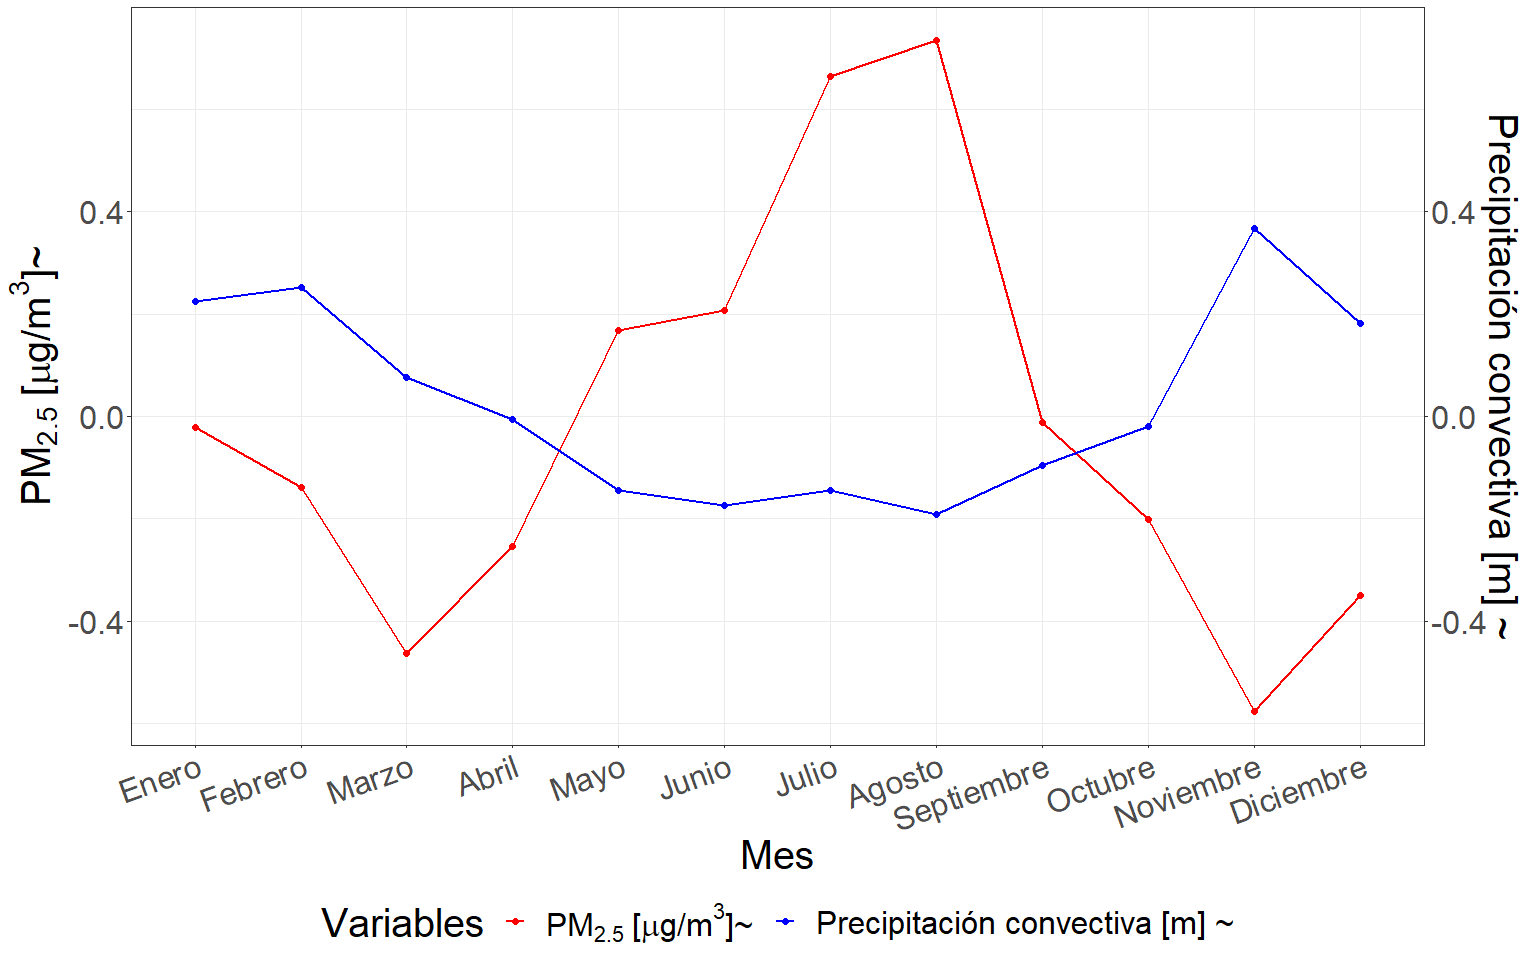 PM2.5 [μg/m3]~
0.4
0.0
-0.4
0.4
0.0
-0.4
Precipitación convectiva [m] ~
Enero
Febrero
Marzo
Abril
Mayo
Junio
Julio
Agosto
Septiembre
Octubre
Noviembre
Diciembre
Mes
Variables PM2.5 [μg/m3]~ Precipitación convectiva [m] ~